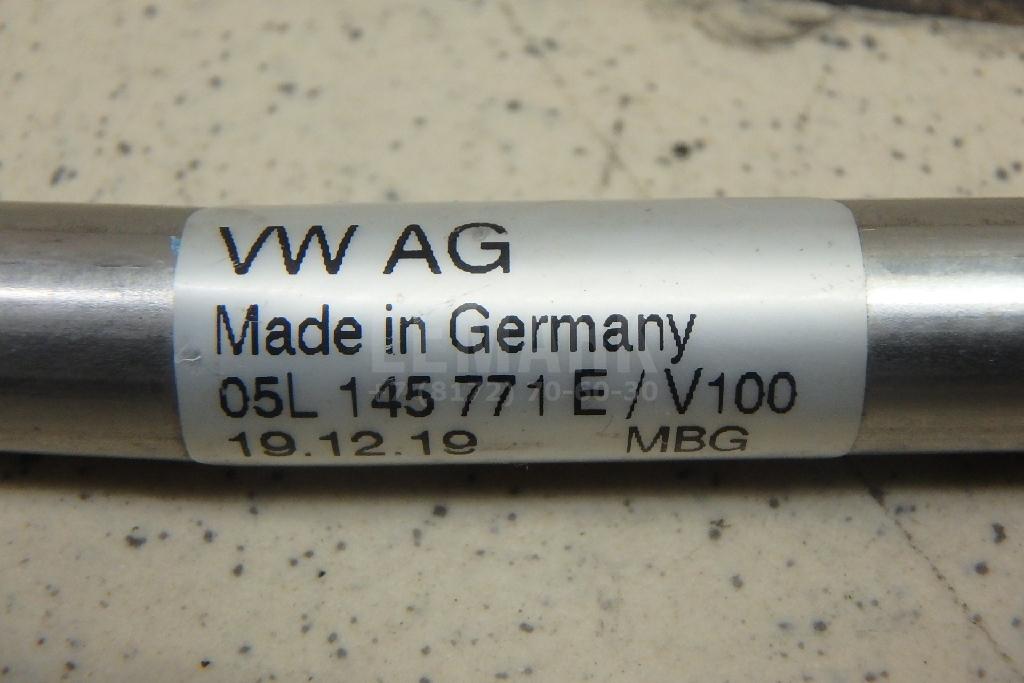 VW AG
Made in Germany
05L 145 771 E / V100
19.12.19 MBG